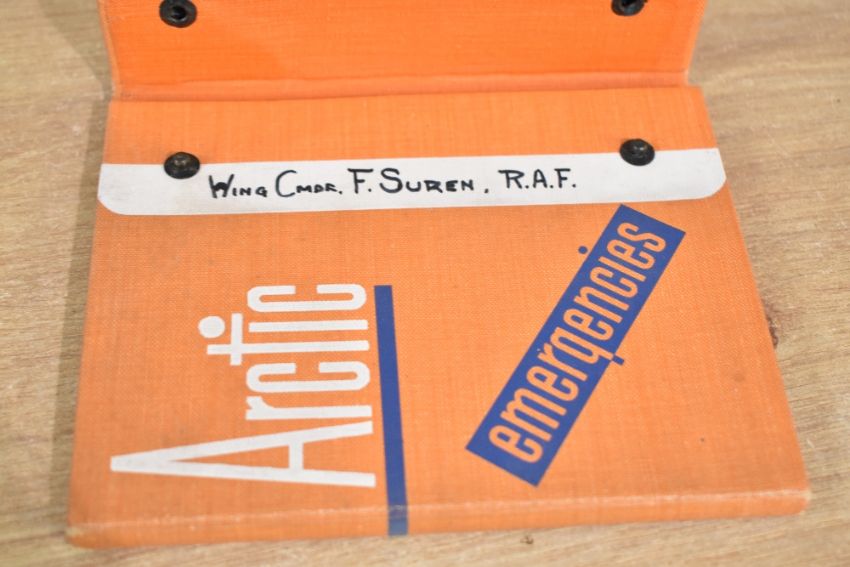 WING CMDR. F. SUREN, R.A.F.
Arctic
emergencies